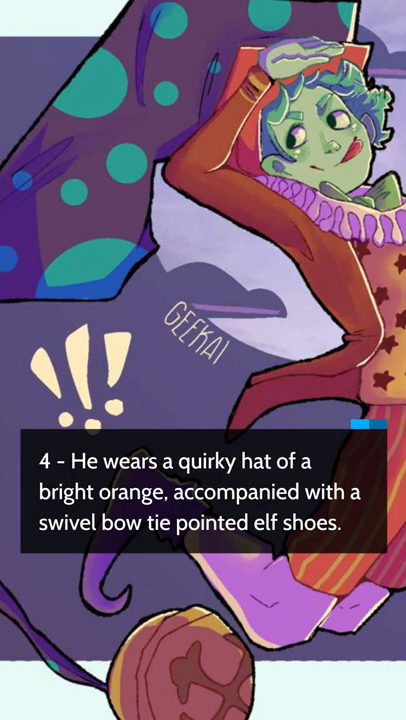 GEEKAI
4 - He wears a quirky hat of a
bright orange, accompanied with a
swivel bow tie pointed elf shoes.